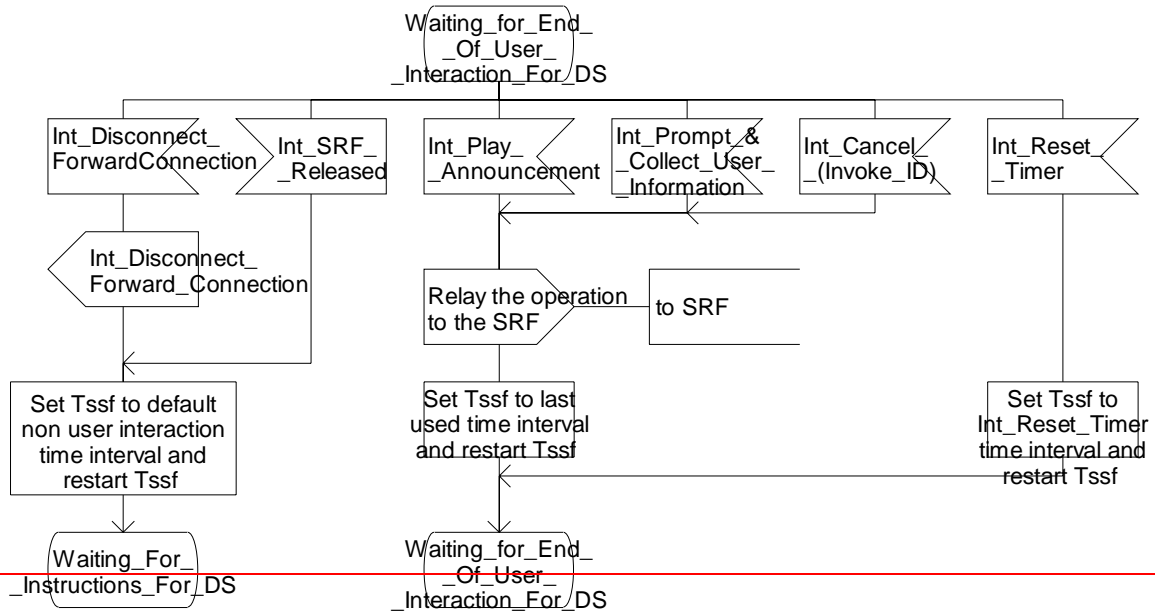 Waiting_for_End_
_Of_User_
_Interaction_For_DS
Int_Disconnect_
ForwardConnection
Int_SRF_
_Released
Int_Play_
_Announcement
Int_Prompt_&
_Collect_User_
_Information
Int_Cancel_
_(Invoke_ID)
Int_Reset_
_Timer
Int_Disconnect_
Forward_Connection
Relay the operation
to the SRF
to SRF
Set Tssf to default
non user interaction
time interval and
restart Tssf
Set Tssf to last
used time interval
and restart Tssf
Set Tssf to
Int_Reset_Timer
time interval and
restart Tssf
Waiting_For_
_Instructions_For_DS
Waiting_for_End_
_Of_User_
_Interaction_For_DS